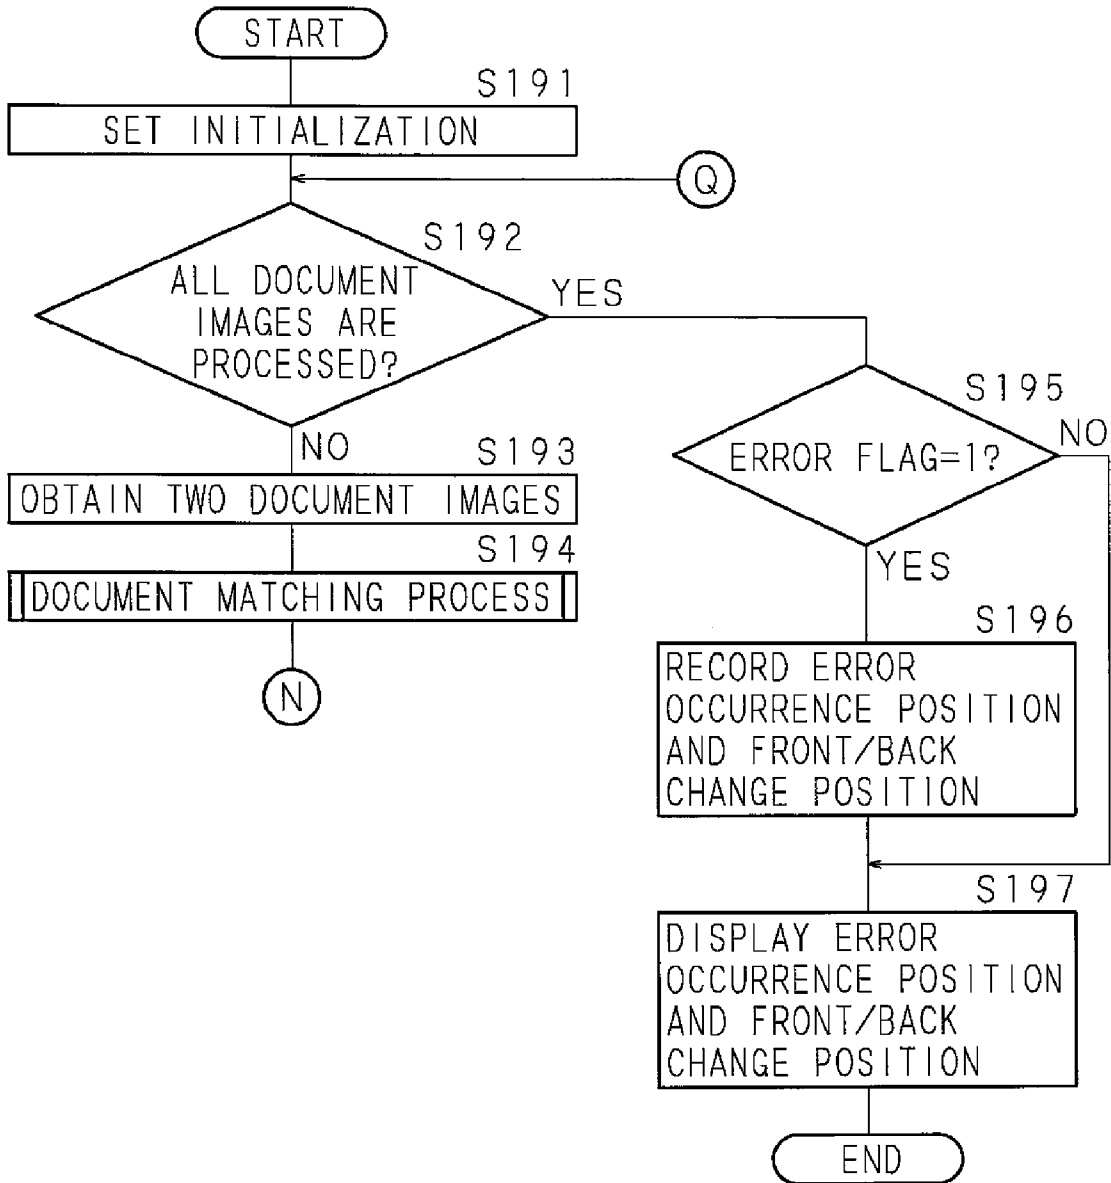 START
S191
SET INITIALIZATION
Q
S192
ALL DOCUMENT
IMAGES ARE
PROCESSED?
YES
NO
S193
OBTAIN TWO DOCUMENT IMAGES
S194
DOCUMENT MATCHING PROCESS
N
S195
ERROR FLAG=1?
NO
YES
S196
RECORD ERROR
OCCURRENCE POSITION
AND FRONT/BACK
CHANGE POSITION
S197
DISPLAY ERROR
OCCURRENCE POSITION
AND FRONT/BACK
CHANGE POSITION
END